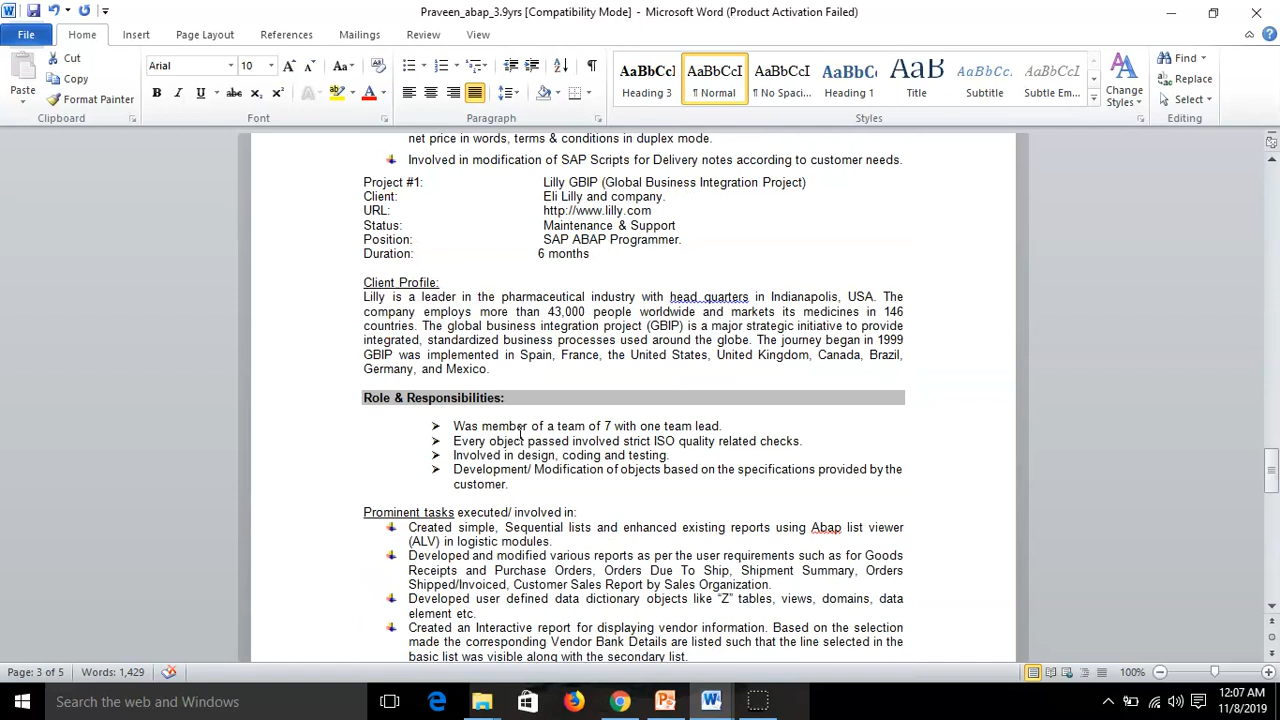 Praveen_abap_3.9yrs [Compatibility Mode] - Microsoft Word (Product Activation Failed)
File Home Insert Page Layout References Mailings Review View
Paste Cut Copy Format Painter
Arial 10
AaBbCcI Heading 3
AaBbCcI ¶ Normal
AaBbCcI ¶ No Spaci...
AaBbC Heading 1
AaB Title
AaBbCcI Subtitle
AaBbCcI Subtle Em...
Change Styles
Find Replace Select
Clipboard Font Paragraph Styles Editing
net price in words, terms & conditions in duplex mode.
Involved in modification of SAP Scripts for Delivery notes according to customer needs.
Project #1: Lilly GBIP (Global Business Integration Project)
Client: Eli Lilly and company.
URL: http://www.lilly.com
Status: Maintenance & Support
Position: SAP ABAP Programmer.
Duration: 6 months
Client Profile:
Lilly is a leader in the pharmaceutical industry with head quarters in Indianapolis, USA. The
company employs more than 43,000 people worldwide and markets its medicines in 146
countries. The global business integration project (GBIP) is a major strategic initiative to provide
integrated, standardized business processes used around the globe. The journey began in 1999
GBIP was implemented in Spain, France, the United States, United Kingdom, Canada, Brazil,
Germany, and Mexico.
Role & Responsibilities:
Was member of a team of 7 with one team lead.
Every object passed involved strict ISO quality related checks.
Involved in design, coding and testing.
Development/ Modification of objects based on the specifications provided by the
customer.
Prominent tasks executed/ involved in:
Created simple, Sequential lists and enhanced existing reports using Abap list viewer
(ALV) in logistic modules.
Developed and modified various reports as per the user requirements such as for Goods
Receipts and Purchase Orders, Orders Due To Ship, Shipment Summary, Orders
Shipped/Invoiced, Customer Sales Report by Sales Organization.
Developed user defined data dictionary objects like “Z” tables, views, domains, data
element etc.
Created an Interactive report for displaying vendor information. Based on the selection
made the corresponding Vendor Bank Details are listed such that the line selected in the
basic list was visible along with the secondary list.
Page: 3 of 5 Words: 1,429 100%
Search the web and Windows
12:07 AM
11/8/2019